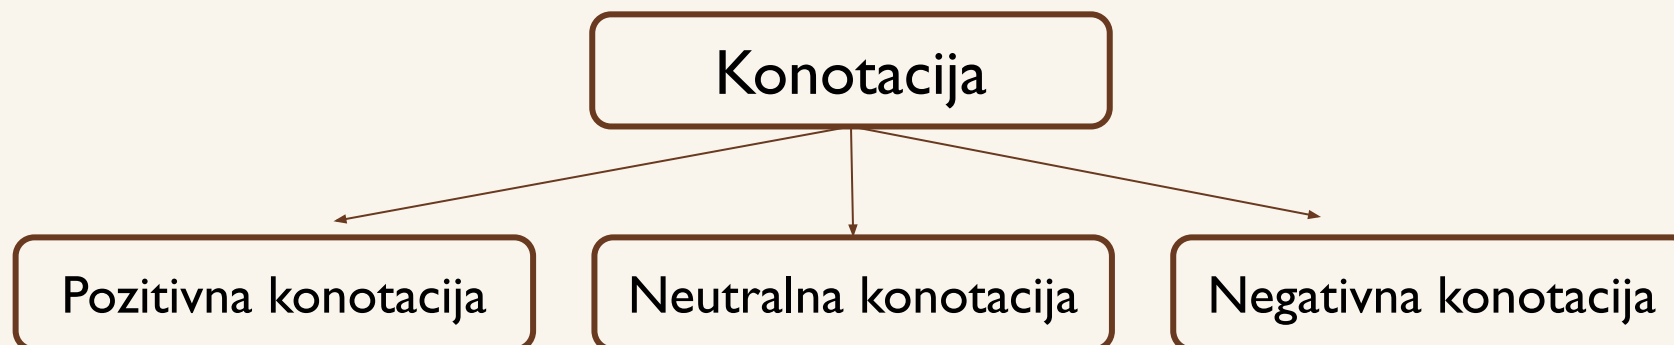 Konotacija
Pozitivna konotacija
Neutralna konotacija
Negativna konotacija